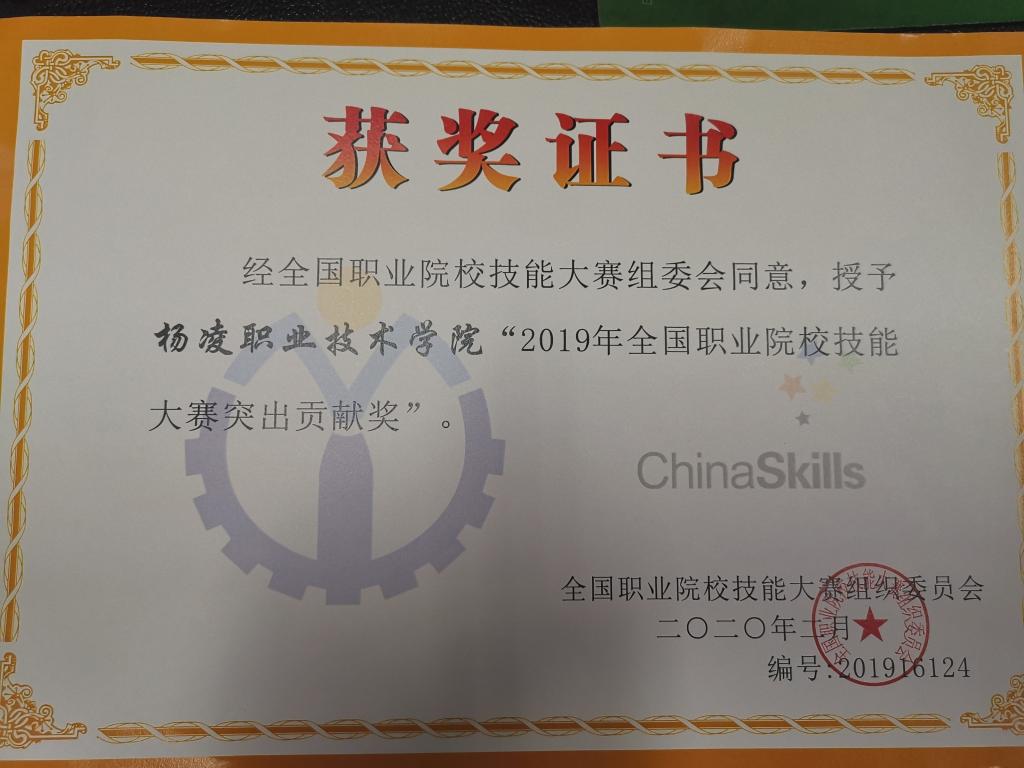 获奖证书
经全国职业院校技能大赛组委会同意，授予
杨凌职业技术学院“2019年全国职业院校技能
大赛突出贡献奖”。
ChinaSkills
全国职业院校技能大赛组织委员会
二〇二〇年二月
编号:201916124